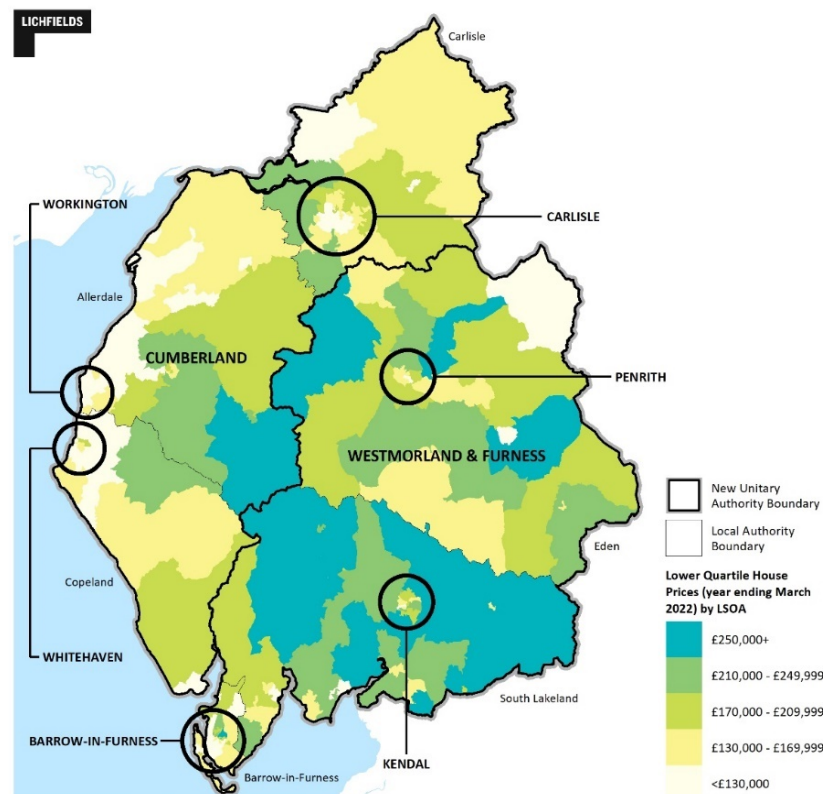 LICHFIELDS
Carlisle
WORKINGTON
CARLISLE
Allerdale
CUMBERLAND
PENRITH
WESTMORLAND & FURNESS
New Unitary
Authority Boundary
Local Authority
Boundary
Eden
Copeland
Lower Quartile House
Prices (year ending March
2022) by LSOA
£250,000+
£210,000 - £249,999
£170,000 - £209,999
£130,000 - £169,999
<£130,000
WHITEHAVEN
South Lakeland
BARROW-IN-FURNESS
KENDAL
Barrow-in-Furness